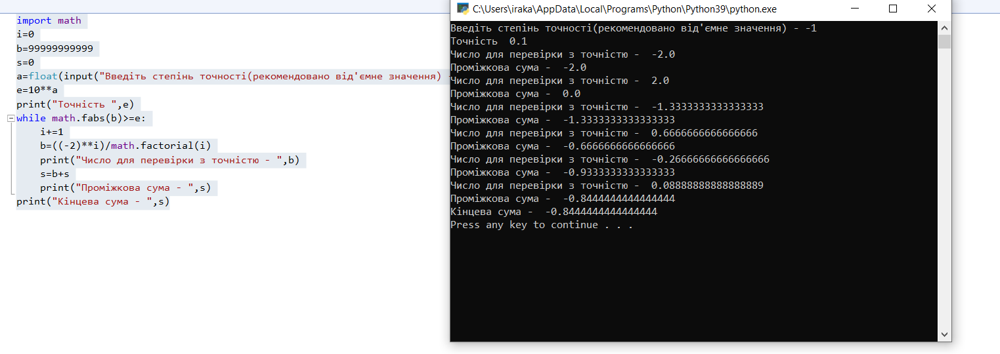 import math
i=0
b=99999999999
s=0
a=float(input("Введіть степінь точності(рекомендовано від'ємне значення)
e=10**a
print("Точність ",e)
while math.fabs(b)>=e:
i+=1
b=((-2)**i)/math.factorial(i)
print("Число для перевірки з точністю - ",b)
s=b+s
print("Проміжкова сума - ",s)
print("Кінцева сума - ",s)
C:\Users\iraka\AppData\Local\Programs\Python\Python39\python.exe
Введіть степінь точності(рекомендовано від'ємне значення) - -1
Точність  0.1
Число для перевірки з точністю -  -2.0
Проміжкова сума -  -2.0
Число для перевірки з точністю -  2.0
Проміжкова сума -  0.0
Число для перевірки з точністю -  -1.3333333333333333
Проміжкова сума -  -1.3333333333333333
Число для перевірки з точністю -  0.6666666666666666
Проміжкова сума -  -0.6666666666666666
Число для перевірки з точністю -  -0.26666666666666666
Проміжкова сума -  -0.9333333333333333
Число для перевірки з точністю -  0.08888888888888889
Проміжкова сума -  -0.8444444444444444
Кінцева сума -  -0.8444444444444444
Press any key to continue . . .